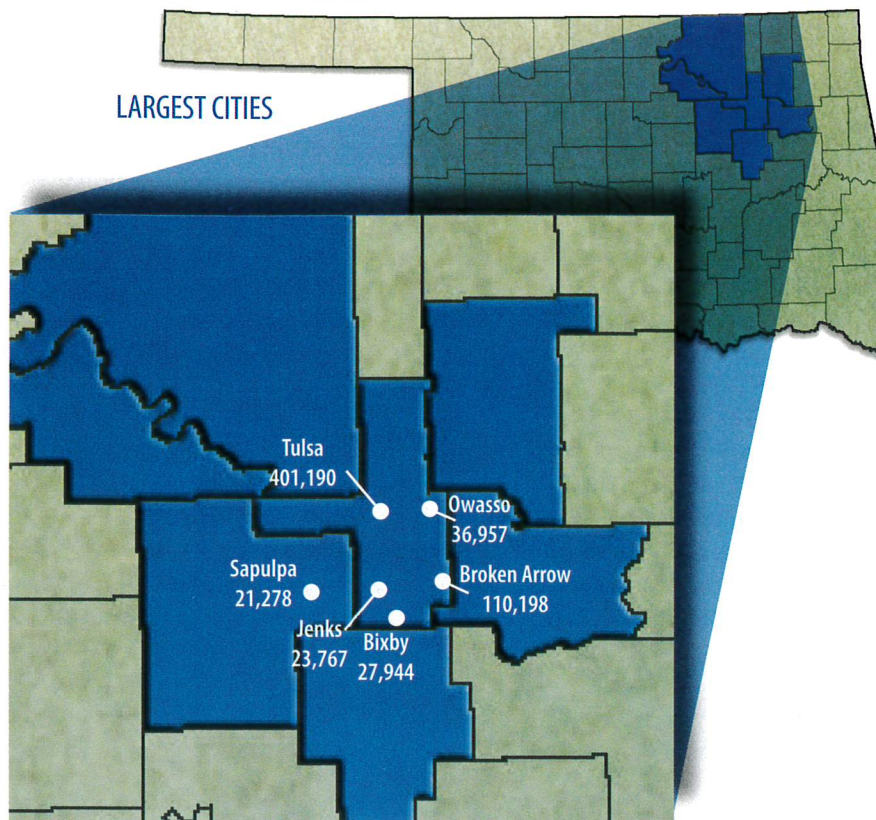 LARGEST CITIES
Tulsa
401,190
Owasso
36,957
Sapulpa
21,278
Broken Arrow
110,198
Jenks
23,767
Bixby
27,944